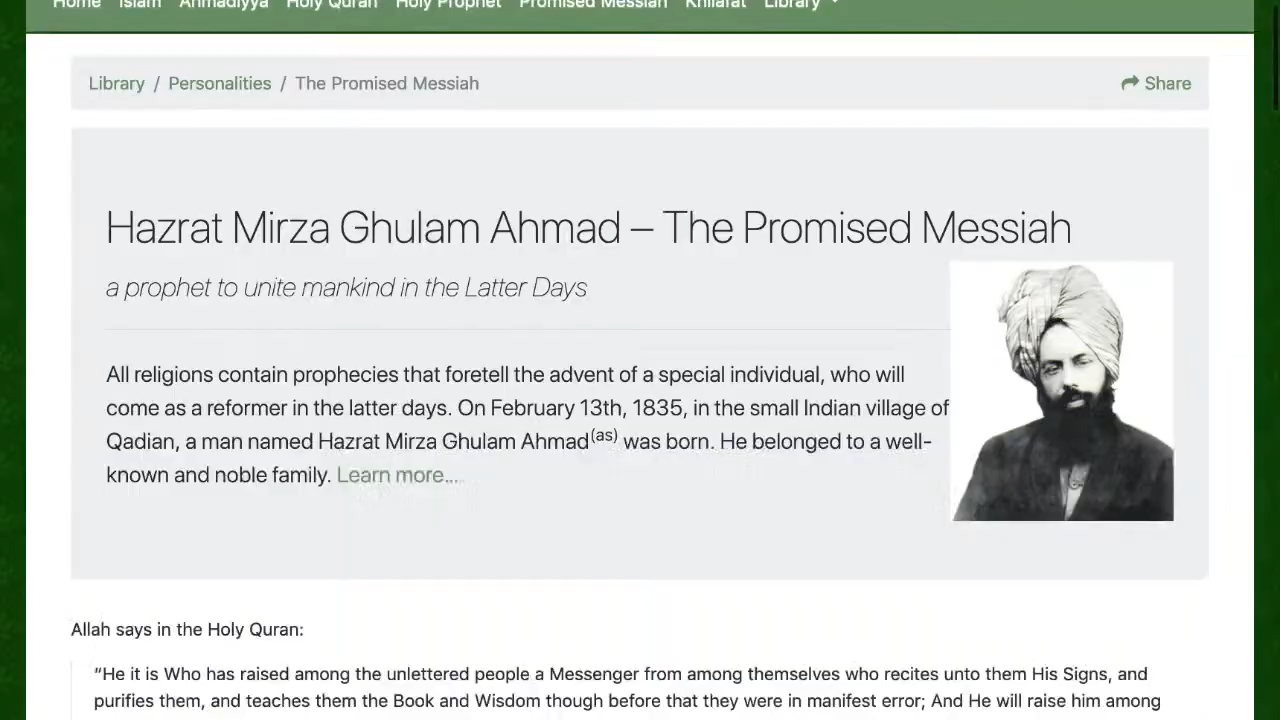 Home Islam Ahmadiyya Holy Quran Holy Prophet Promised Messiah Khilafat Library
Library / Personalities / The Promised Messiah Share
Hazrat Mirza Ghulam Ahmad – The Promised Messiah
a prophet to unite mankind in the Latter Days
All religions contain prophecies that foretell the advent of a special individual, who will
come as a reformer in the latter days. On February 13th, 1835, in the small Indian village of
Qadian, a man named Hazrat Mirza Ghulam Ahmad(as) was born. He belonged to a well-
known and noble family. Learn more...
Allah says in the Holy Quran:
“He it is Who has raised among the unlettered people a Messenger from among themselves who recites unto them His Signs, and
purifies them, and teaches them the Book and Wisdom though before that they were in manifest error; And He will raise him among